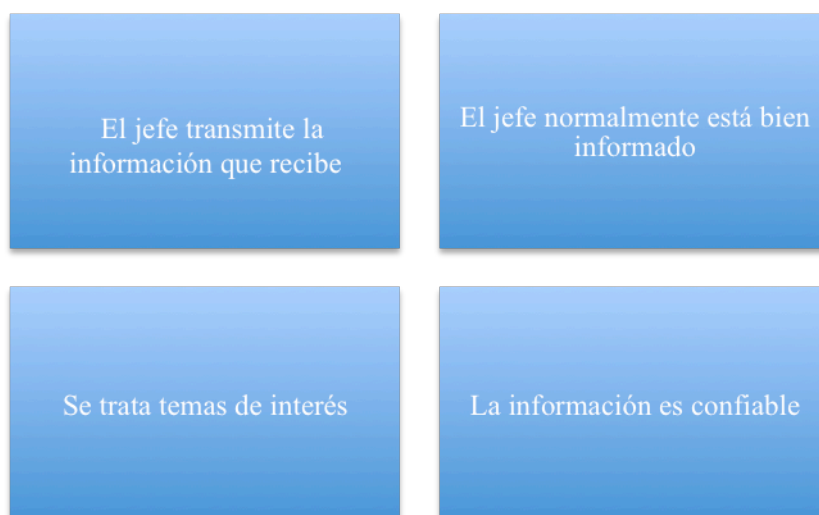 El jefe transmite la
información que recibe
El jefe normalmente está bien
informado
Se trata temas de interés
La información es confiable